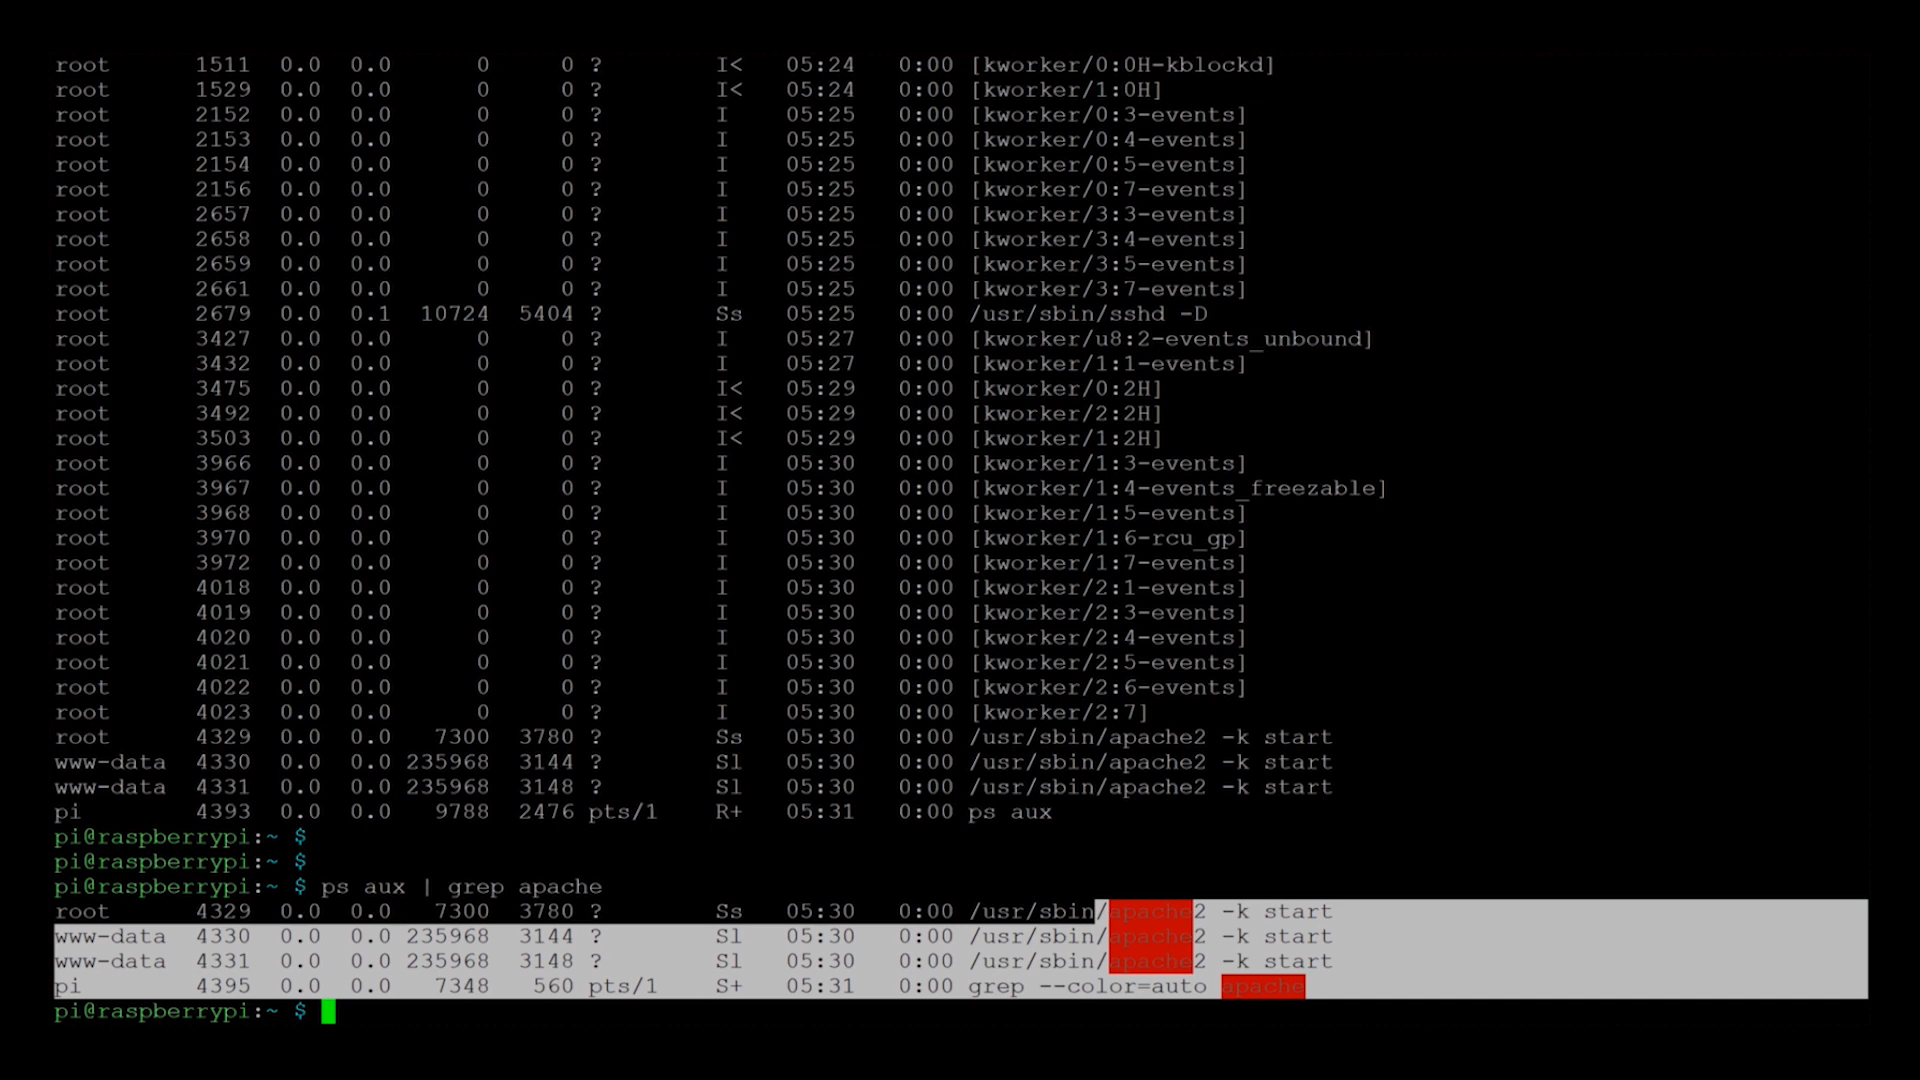 root 1511 0.0 0.0 0 0 ? I< 05:24 0:00 [kworker/0:0H-kblockd]
root 1529 0.0 0.0 0 0 ? I< 05:24 0:00 [kworker/1:0H]
root 2152 0.0 0.0 0 0 ? I 05:25 0:00 [kworker/0:3-events]
root 2153 0.0 0.0 0 0 ? I 05:25 0:00 [kworker/0:4-events]
root 2154 0.0 0.0 0 0 ? I 05:25 0:00 [kworker/0:5-events]
root 2156 0.0 0.0 0 0 ? I 05:25 0:00 [kworker/0:7-events]
root 2657 0.0 0.0 0 0 ? I 05:25 0:00 [kworker/3:3-events]
root 2658 0.0 0.0 0 0 ? I 05:25 0:00 [kworker/3:4-events]
root 2659 0.0 0.0 0 0 ? I 05:25 0:00 [kworker/3:5-events]
root 2661 0.0 0.0 0 0 ? I 05:25 0:00 [kworker/3:7-events]
root 2679 0.0 0.1 10724 5404 ? Ss 05:25 0:00 /usr/sbin/sshd -D
root 3427 0.0 0.0 0 0 ? I 05:27 0:00 [kworker/u8:2-events_unbound]
root 3432 0.0 0.0 0 0 ? I 05:27 0:00 [kworker/1:1-events]
root 3475 0.0 0.0 0 0 ? I< 05:29 0:00 [kworker/0:2H]
root 3492 0.0 0.0 0 0 ? I< 05:29 0:00 [kworker/2:2H]
root 3503 0.0 0.0 0 0 ? I< 05:29 0:00 [kworker/1:2H]
root 3966 0.0 0.0 0 0 ? I 05:30 0:00 [kworker/1:3-events]
root 3967 0.0 0.0 0 0 ? I 05:30 0:00 [kworker/1:4-events_freezable]
root 3968 0.0 0.0 0 0 ? I 05:30 0:00 [kworker/1:5-events]
root 3970 0.0 0.0 0 0 ? I 05:30 0:00 [kworker/1:6-rcu_gp]
root 3972 0.0 0.0 0 0 ? I 05:30 0:00 [kworker/1:7-events]
root 4018 0.0 0.0 0 0 ? I 05:30 0:00 [kworker/2:1-events]
root 4019 0.0 0.0 0 0 ? I 05:30 0:00 [kworker/2:3-events]
root 4020 0.0 0.0 0 0 ? I 05:30 0:00 [kworker/2:4-events]
root 4021 0.0 0.0 0 0 ? I 05:30 0:00 [kworker/2:5-events]
root 4022 0.0 0.0 0 0 ? I 05:30 0:00 [kworker/2:6-events]
root 4023 0.0 0.0 0 0 ? I 05:30 0:00 [kworker/2:7]
root 4329 0.0 0.0 7300 3780 ? Ss 05:30 0:00 /usr/sbin/apache2 -k start
www-data 4330 0.0 0.0 235968 3144 ? Sl 05:30 0:00 /usr/sbin/apache2 -k start
www-data 4331 0.0 0.0 235968 3148 ? Sl 05:30 0:00 /usr/sbin/apache2 -k start
pi 4393 0.0 0.0 9788 2476 pts/1 R+ 05:31 0:00 ps aux
pi@raspberrypi:~ $
pi@raspberrypi:~ $
pi@raspberrypi:~ $ ps aux | grep apache
root 4329 0.0 0.0 7300 3780 ? Ss 05:30 0:00 /usr/sbin/apache2 -k start
www-data 4330 0.0 0.0 235968 3144 ? Sl 05:30 0:00 /usr/sbin/apache2 -k start
www-data 4331 0.0 0.0 235968 3148 ? Sl 05:30 0:00 /usr/sbin/apache2 -k start
pi 4395 0.0 0.0 7348 560 pts/1 S+ 05:31 0:00 grep --color=auto apache
pi@raspberrypi:~ $